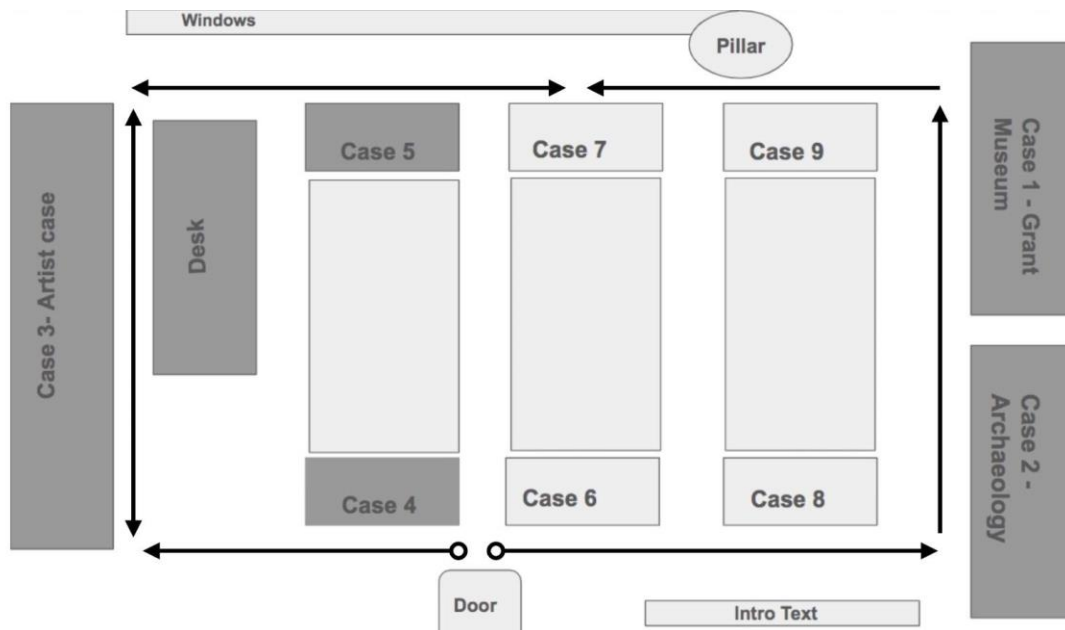 Windows
Pillar
Case 5
Case 7
Case 9
Case 1 - Grant
Museum
Desk
Case 3- Artist case
Case 2 -
Archaeology
Case 4
Case 6
Case 8
Door
Intro Text